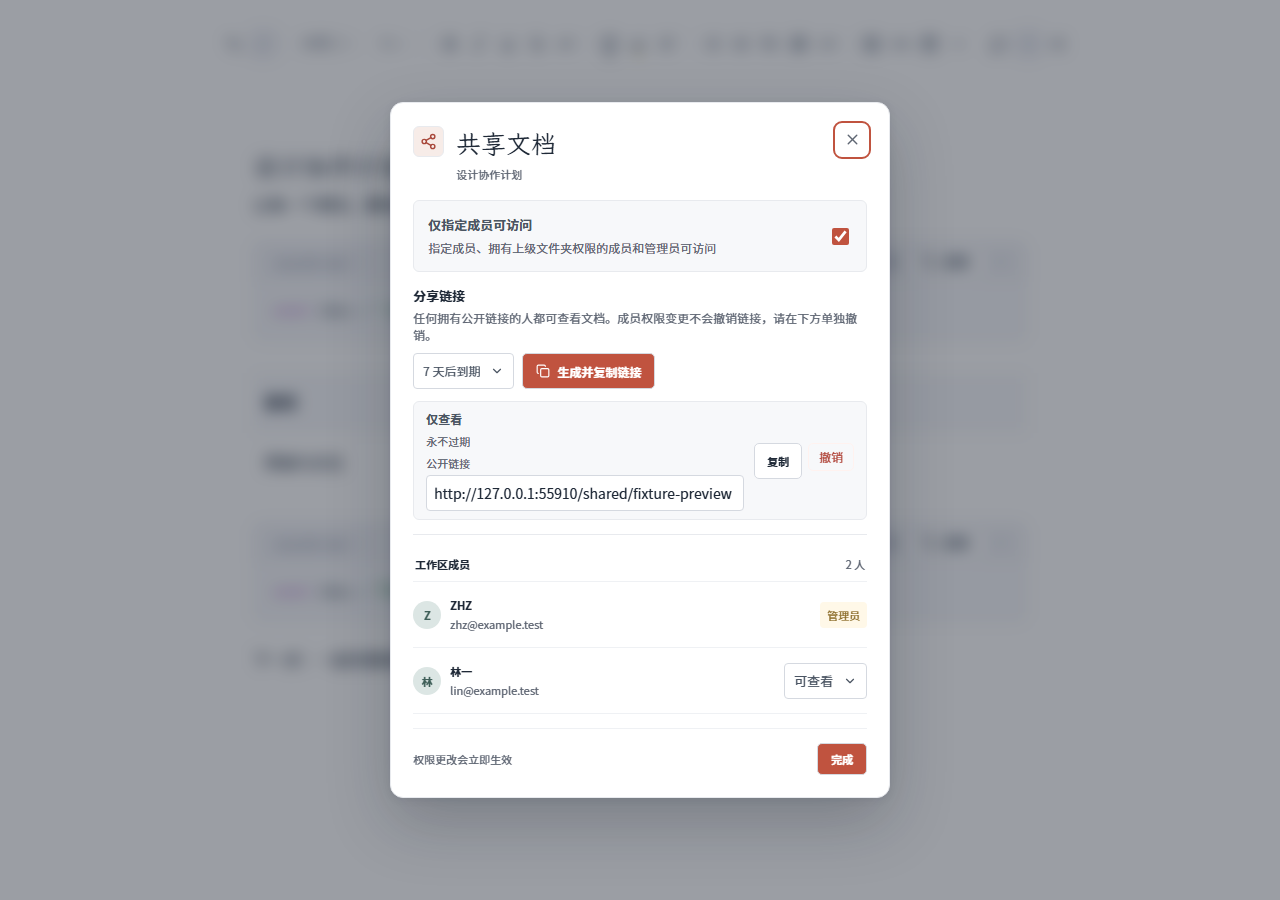 共享文档
设计协作计划
仅指定成员可访问
指定成员、拥有上级文件夹权限的成员和管理员可访问
分享链接
任何拥有公开链接的人都可查看文档。成员权限变更不会撤销链接，请在下方单独撤
销。
7 天后到期
生成并复制链接
仅查看
永不过期
公开链接
http://127.0.0.1:55910/shared/fixture-preview
复制
撤销
工作区成员
2 人
Z
ZHZ
zhz@example.test
管理员
林
林一
lin@example.test
可查看
权限更改会立即生效
完成